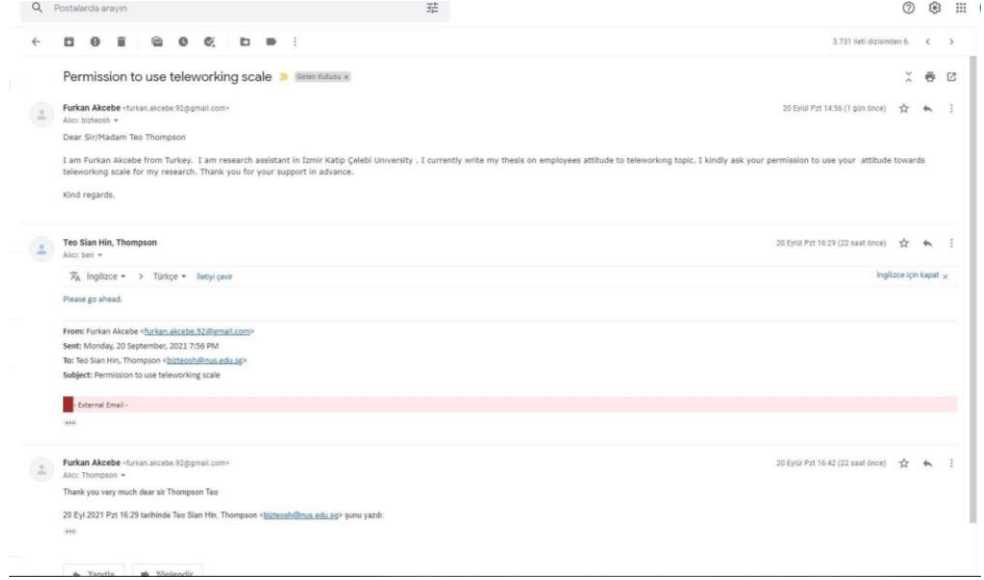 Postalarda arayın
3.731 ileti dizisinden 6.
Permission to use teleworking scale Gelen Kutusu x
Furkan Akcebe <furkan.akcebe.92@gmail.com> 20 Eylül Pzt 14:56 (1 gün önce)
Alıcı: bizteosh
Dear Sir/Madam Teo Thompson
I am Furkan Akcebe from Turkey. I am research assistant in İzmir Katip Çelebi University . I currently write my thesis on employees attitude to teleworking topic. I kindly ask your permission to use your attitude towards
teleworking scale for my research. Thank you for your support in advance.
Kind regards.
Teo Sian Hin, Thompson 20 Eylül Pzt 16:29 (22 saat önce)
Alıcı: ben
İngilizce > Türkçe İletiyi çevir İngilizce için kapat x
Please go ahead.
From: Furkan Akcebe <furkan.akcebe.92@gmail.com>
Sent: Monday, 20 September, 2021 7:56 PM
To: Teo Sian Hin, Thompson <bizteosh@nus.edu.sg>
Subject: Permission to use teleworking scale
- External Email -
Furkan Akcebe <furkan.akcebe.92@gmail.com> 20 Eylül Pzt 16:42 (22 saat önce)
Alıcı: Thompson
Thank you very much dear sir Thompson Teo
20 Eyl 2021 Pzt 16:29 tarihinde Teo Sian Hin, Thompson <bizteosh@nus.edu.sg> şunu yazdı:
Yanıtla Yönlendir